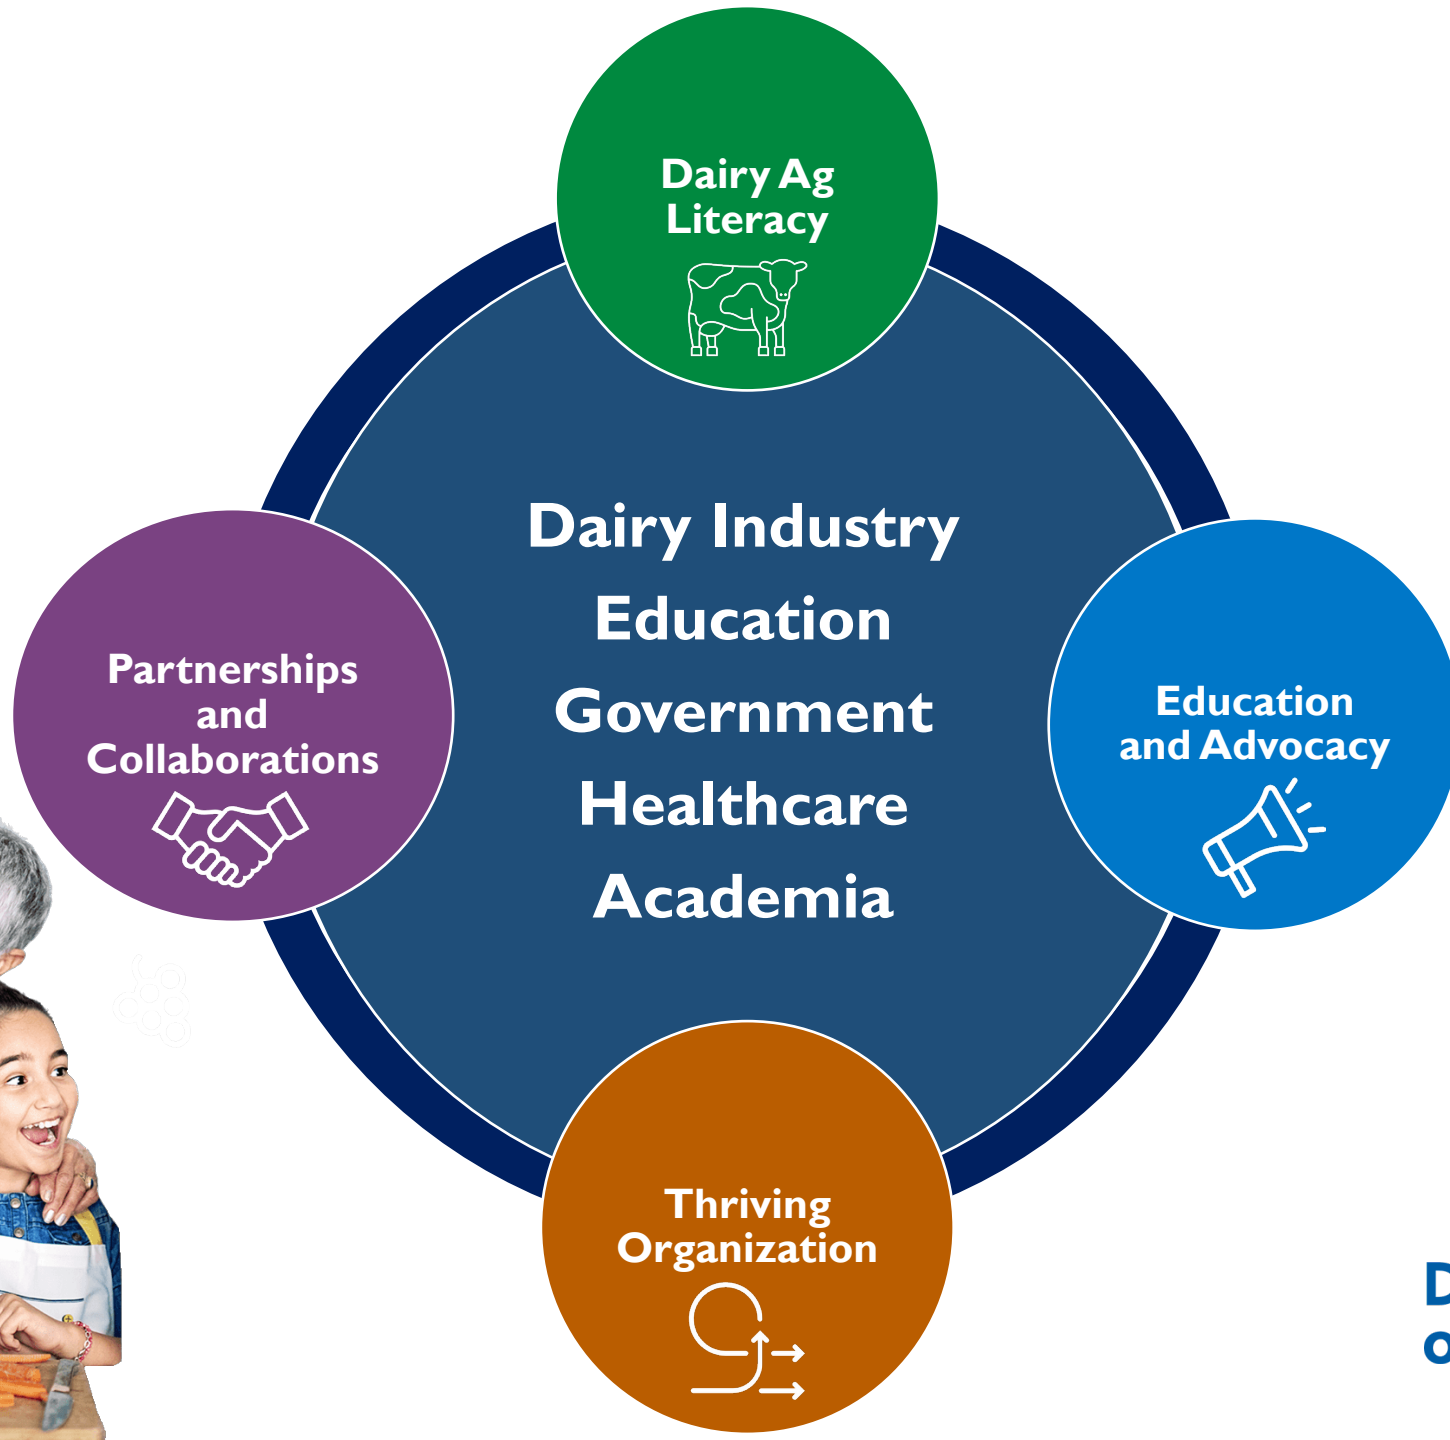 Dairy Ag
Literacy
Dairy Industry
Education
Government
Healthcare
Academia
Partnerships
and
Collaborations
Education
and Advocacy
Thriving
Organization